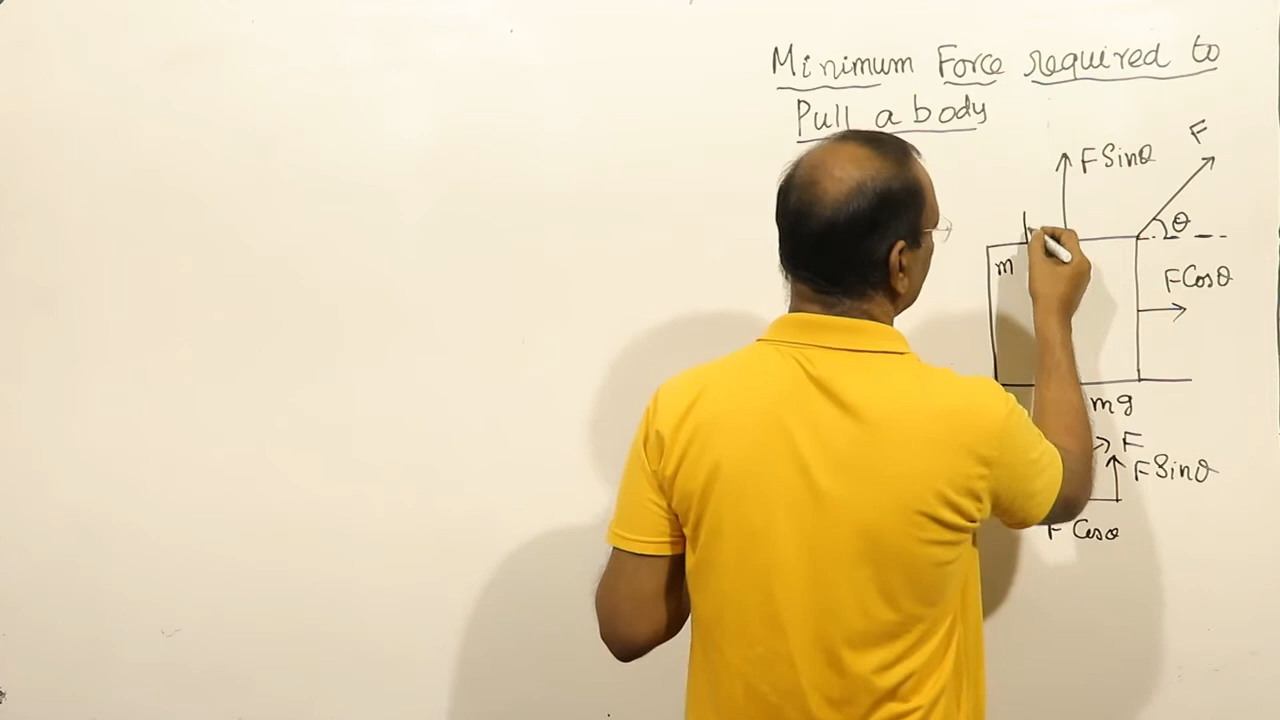 Minimum Force required to
Pull a body
F
F Sinθ
θ
m
F Cosθ
mg
F
F Sinθ
F Cosθ